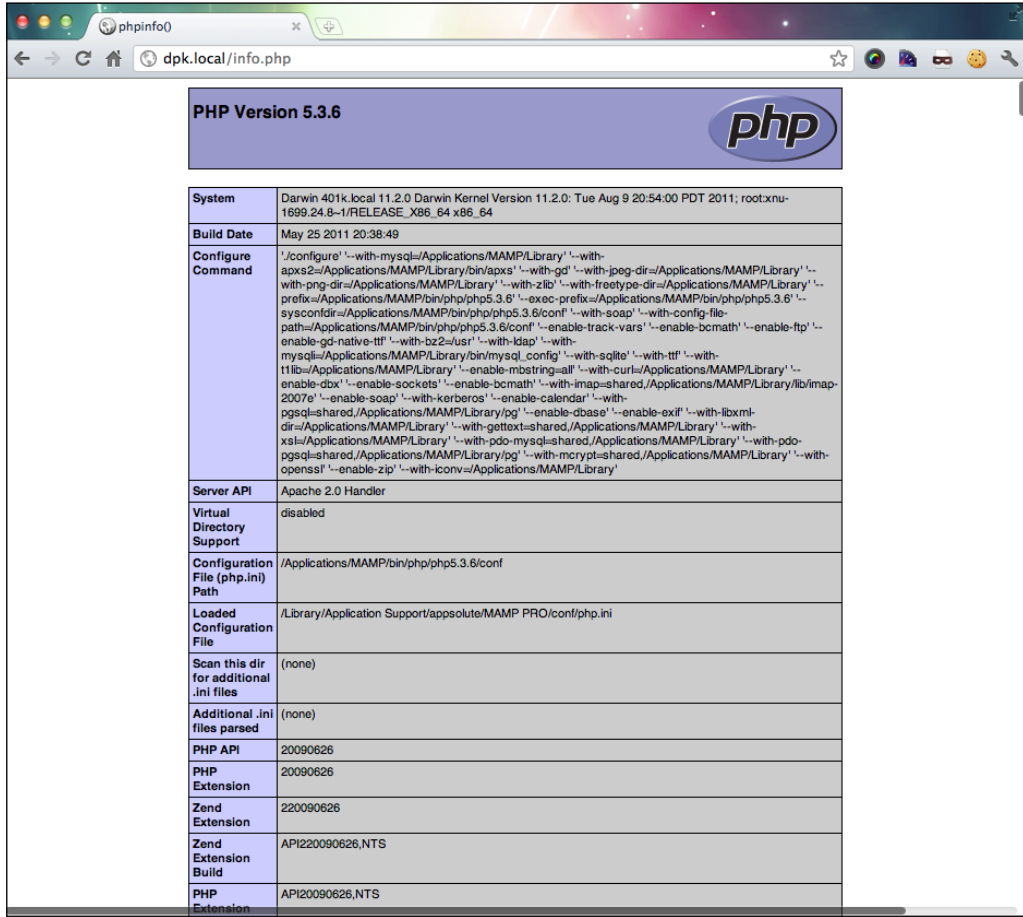 phpinfo()
dpk.local/info.php
PHP Version 5.3.6
php
System
Darwin 401k.local 11.2.0 Darwin Kernel Version 11.2.0: Tue Aug 9 20:54:00 PDT 2011; root:xnu-
1699.24.8~1/RELEASE_X86_64 x86_64
Build Date
May 25 2011 20:38:49
Configure
Command
'./configure' '--with-mysql=/Applications/MAMP/Library' '--with-
apxs2=/Applications/MAMP/Library/bin/apxs' '--with-gd' '--with-jpeg-dir=/Applications/MAMP/Library' '--
with-png-dir=/Applications/MAMP/Library' '--with-zlib' '--with-freetype-dir=/Applications/MAMP/Library' '--
prefix=/Applications/MAMP/bin/php/php5.3.6' '--exec-prefix=/Applications/MAMP/bin/php/php5.3.6' '--
sysconfdir=/Applications/MAMP/bin/php/php5.3.6/conf' '--with-soap' '--with-config-file-
path=/Applications/MAMP/bin/php/php5.3.6/conf' '--enable-track-vars' '--enable-bcmath' '--enable-ftp' '--
enable-gd-native-ttf' '--with-bz2=/usr' '--with-ldap' '--with-
mysqli=/Applications/MAMP/Library/bin/mysql_config' '--with-sqlite' '--with-ttf' '--with-
t1lib=/Applications/MAMP/Library' '--enable-mbstring=all' '--with-curl=/Applications/MAMP/Library' '--
enable-dbx' '--enable-sockets' '--enable-bcmath' '--with-imap=shared,/Applications/MAMP/Library/lib/imap-
2007e' '--enable-soap' '--with-kerberos' '--enable-calendar' '--with-
pgsql=shared,/Applications/MAMP/Library/pg' '--enable-dbase' '--enable-exif' '--with-libxml-
dir=/Applications/MAMP/Library' '--with-gettext=shared,/Applications/MAMP/Library' '--with-
xsl=/Applications/MAMP/Library' '--with-pdo-mysql=shared,/Applications/MAMP/Library' '--with-pdo-
pgsql=shared,/Applications/MAMP/Library/pg' '--with-mcrypt=shared,/Applications/MAMP/Library' '--with-
openssl' '--enable-zip' '--with-iconv=/Applications/MAMP/Library'
Server API
Apache 2.0 Handler
Virtual
Directory
Support
disabled
Configuration
File (php.ini)
Path
/Applications/MAMP/bin/php/php5.3.6/conf
Loaded
Configuration
File
/Library/Application Support/appsolute/MAMP PRO/conf/php.ini
Scan this dir
for additional
.ini files
(none)
Additional .ini
files parsed
(none)
PHP API
20090626
PHP
Extension
20090626
Zend
Extension
220090626
Zend
Extension
Build
API220090626,NTS
PHP
Extension
API20090626,NTS